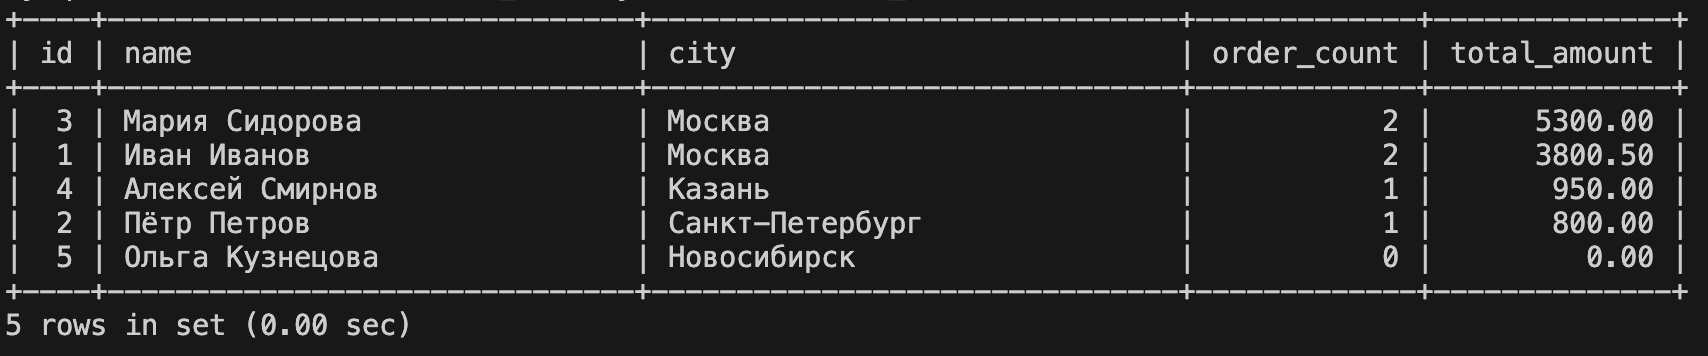 +----+--------------------------------+--------------------------------+-------------+--------------+
| id | name                           | city                           | order_count | total_amount |
+----+--------------------------------+--------------------------------+-------------+--------------+
|  3 | Мария Сидорова                 | Москва                         |           2 |      5300.00 |
|  1 | Иван Иванов                    | Москва                         |           2 |      3800.50 |
|  4 | Алексей Смирнов                | Казань                         |           1 |       950.00 |
|  2 | Пётр Петров                    | Санкт-Петербург                |           1 |       800.00 |
|  5 | Ольга Кузнецова                | Новосибирск                    |           0 |         0.00 |
+----+--------------------------------+--------------------------------+-------------+--------------+
5 rows in set (0.00 sec)